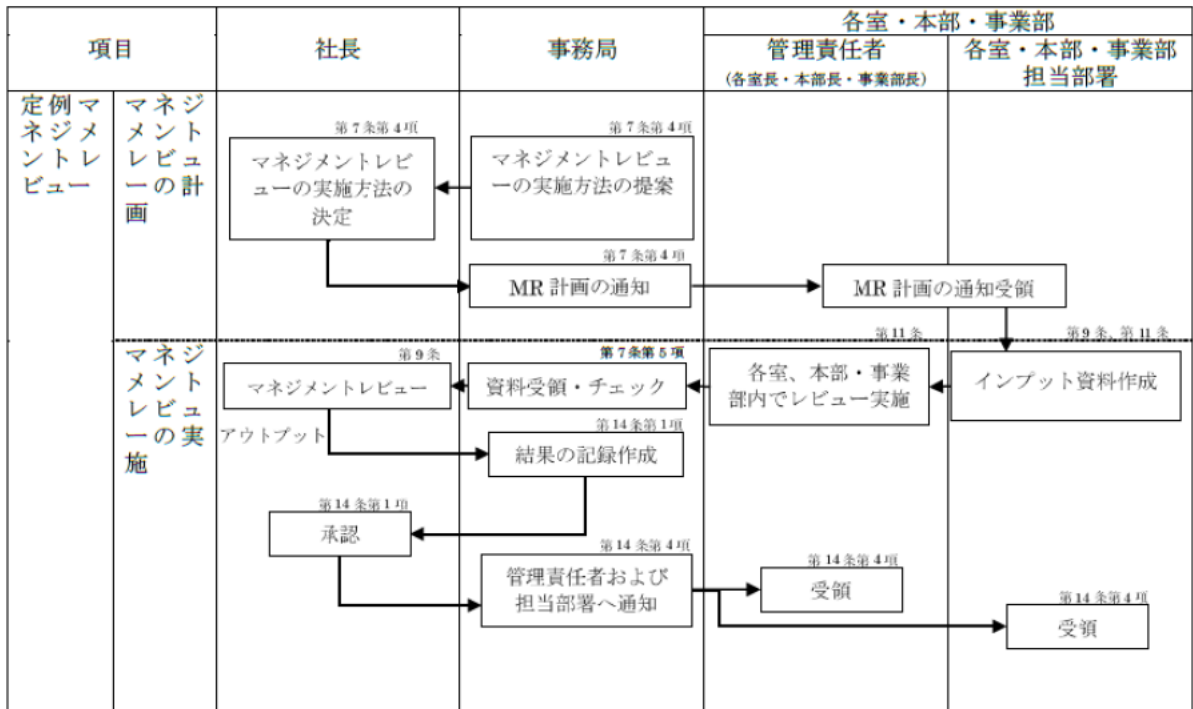 項目
社長
事務局
各室・本部・事業部
管理責任者
(各室長・本部長・事業部長)
各室・本部・事業部
担当部署
定例マ
ネジメ
ントレ
ビュー
マネジ
メント
レビュ
ーの計
画
第7条第4項
マネジメントレビ
ューの実施方法の
決定
第7条第4項
マネジメントレビュ
ーの実施方法の提案
第7条第4項
MR計画の通知
MR計画の通知受領
マネジ
メント
レビュ
ーの実
施
第9条
マネジメントレビュー
第7条第5項
資料受領・チェック
第11条
各室、本部・事業
部内でレビュー実施
第9条、第11条
インプット資料作成
アウトプット
第14条第1項
結果の記録作成
第14条第1項
承認
第14条第4項
管理責任者および
担当部署へ通知
第14条第4項
受領
第14条第4項
受領